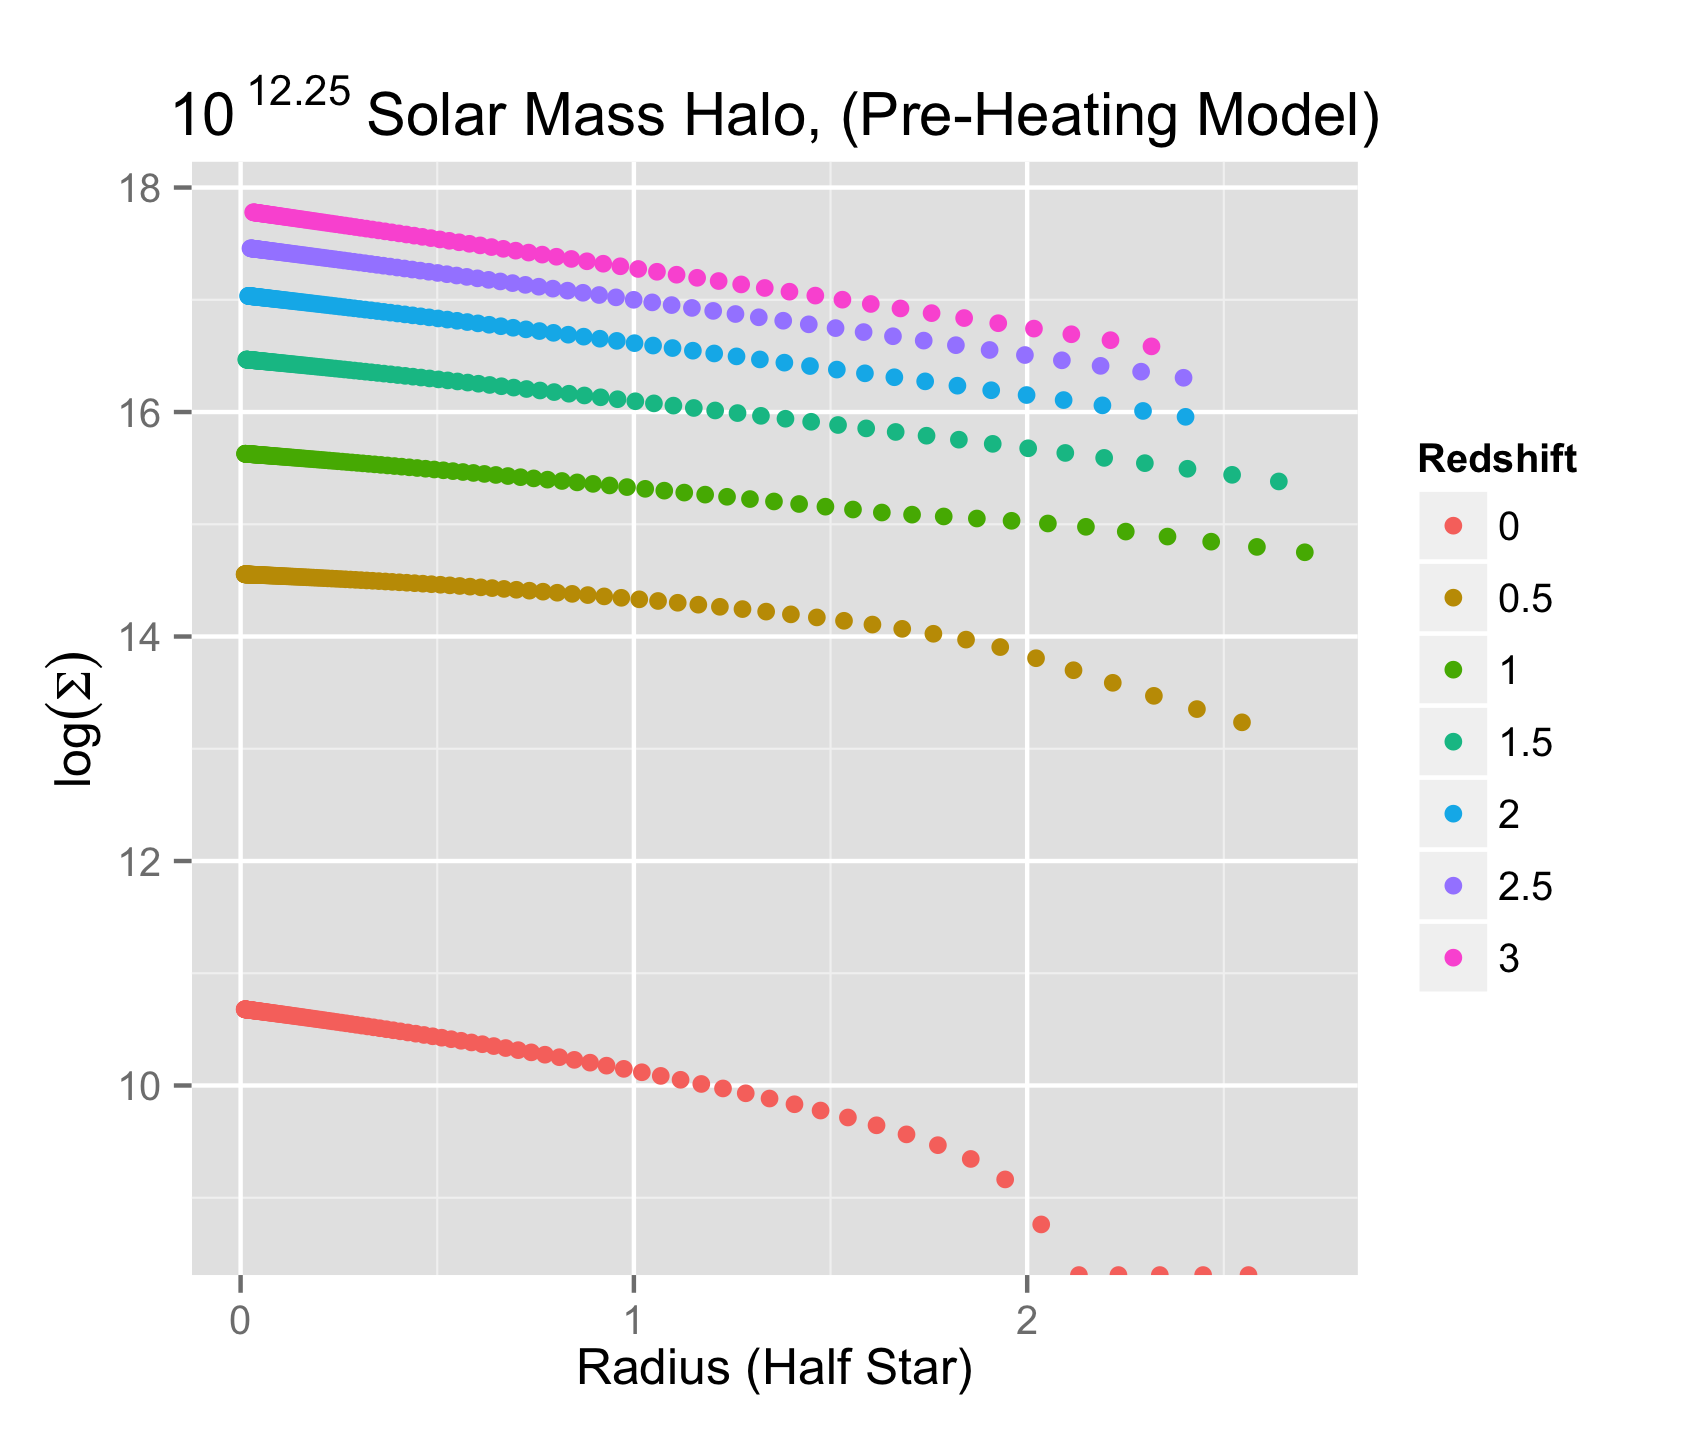 10 12.25 Solar Mass Halo, (Pre-Heating Model)
18
16
14
12
10
log(Σ)
0 1 2
Radius (Half Star)
Redshift
0
0.5
1
1.5
2
2.5
3